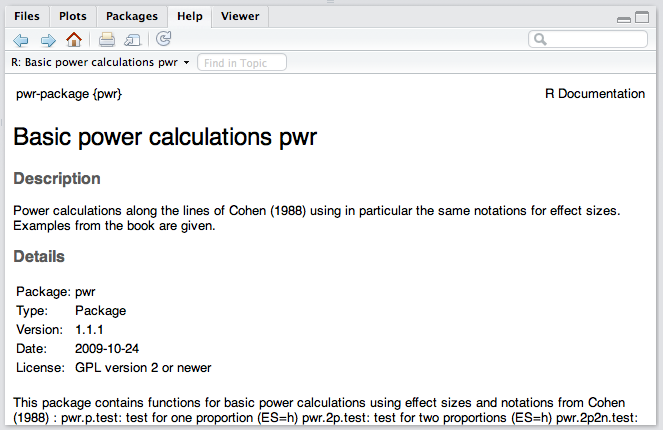 Files Plots Packages Help Viewer
R: Basic power calculations pwr Find in Topic
pwr-package {pwr} R Documentation
Basic power calculations pwr
Description
Power calculations along the lines of Cohen (1988) using in particular the same notations for effect sizes.
Examples from the book are given.
Details
Package: pwr
Type: Package
Version: 1.1.1
Date: 2009-10-24
License: GPL version 2 or newer
This package contains functions for basic power calculations using effect sizes and notations from Cohen
(1988) : pwr.p.test: test for one proportion (ES=h) pwr.2p.test: test for two proportions (ES=h) pwr.2p2n.test: